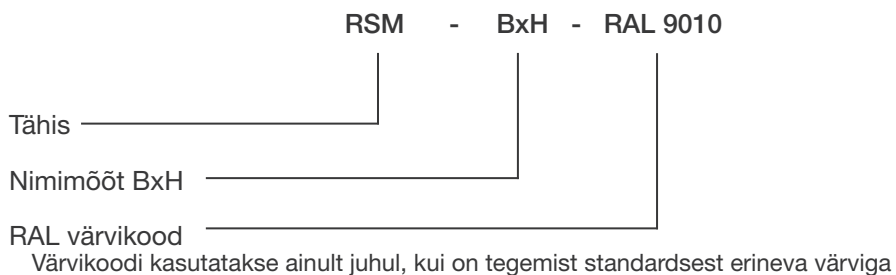 RSM - BxH - RAL 9010
Tähis
Nimimõõt BxH
RAL värvikood
Värvikoodi kasutatakse ainult juhul, kui on tegemist standardsest erineva värviga